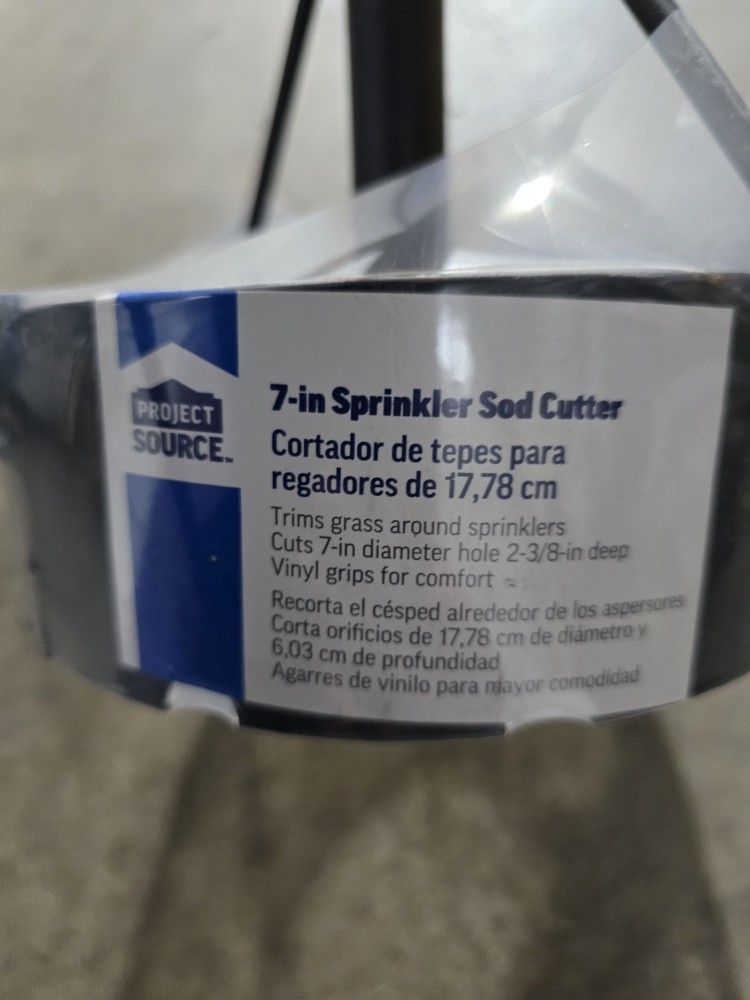 PROJECT
SOURCE™
7-in Sprinkler Sod Cutter
Cortador de tepes para
regadores de 17,78 cm
Trims grass around sprinklers
Cuts 7-in diameter hole 2-3/8-in deep
Vinyl grips for comfort
Recorta el césped alrededor de los aspersores
Corta orificios de 17,78 cm de diámetro y
6,03 cm de profundidad
Agarres de vinilo para mayor comodidad